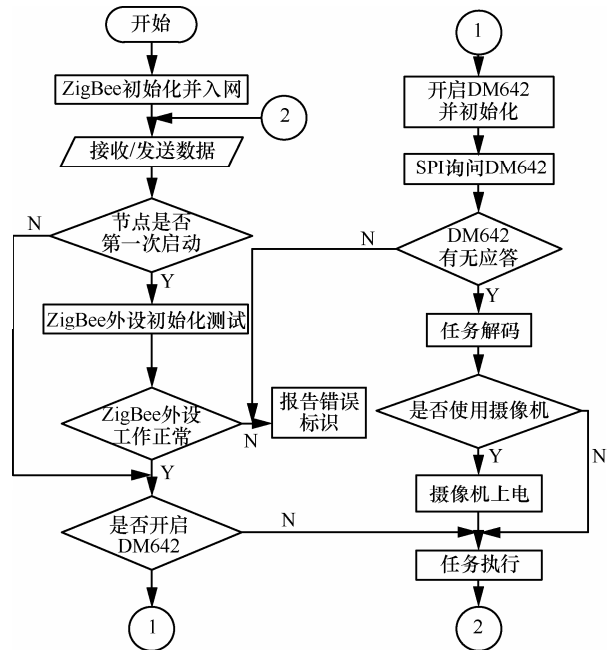 开始
ZigBee初始化并入网
2
接收/发送数据
节点是否
第一次启动
N
Y
ZigBee外设初始化测试
ZigBee外设
工作正常
N
Y
报告错误
标识
是否开启
DM642
N
1
1
开启DM642
并初始化
SPI询问DM642
DM642
有无应答
N
Y
任务解码
是否使用摄像机
Y
N
摄像机上电
任务执行
2